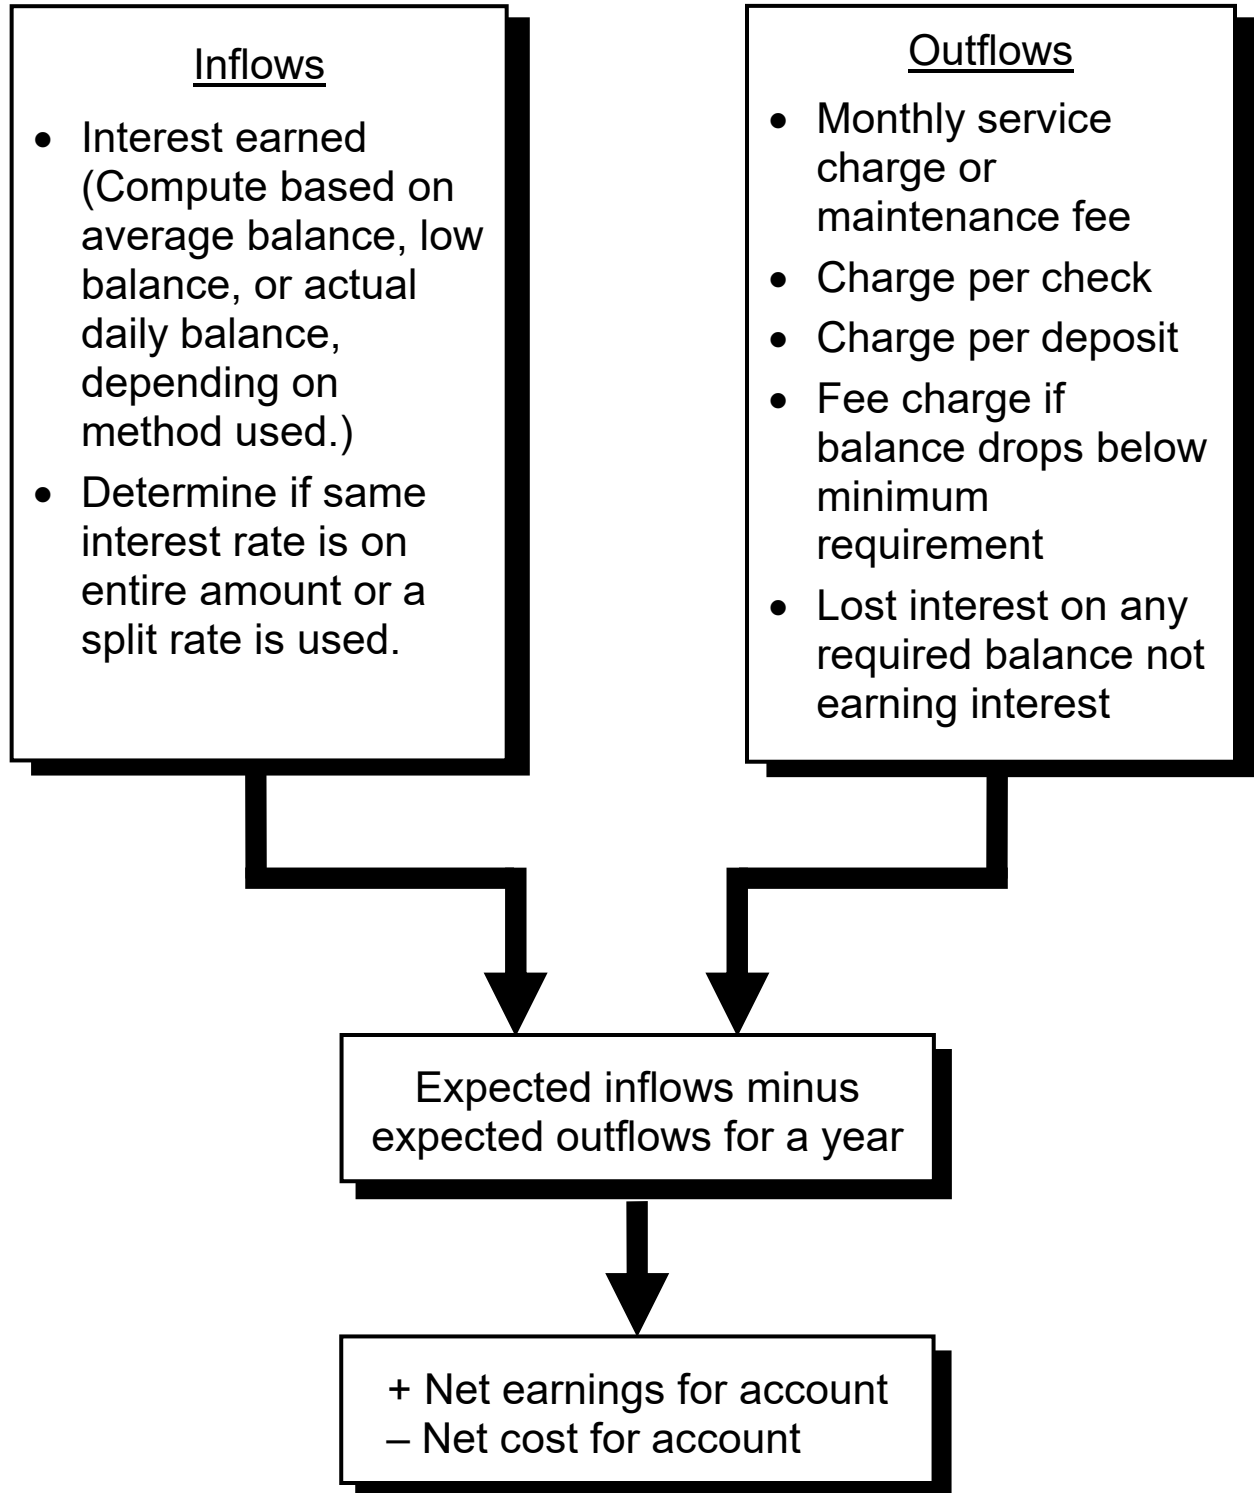 Inflows
• Interest earned
(Compute based on
average balance, low
balance, or actual
daily balance,
depending on
method used.)
• Determine if same
interest rate is on
entire amount or a
split rate is used.
Outflows
• Monthly service
charge or
maintenance fee
• Charge per check
• Charge per deposit
• Fee charge if
balance drops below
minimum
requirement
• Lost interest on any
required balance not
earning interest
Expected inflows minus
expected outflows for a year
+ Net earnings for account
– Net cost for account